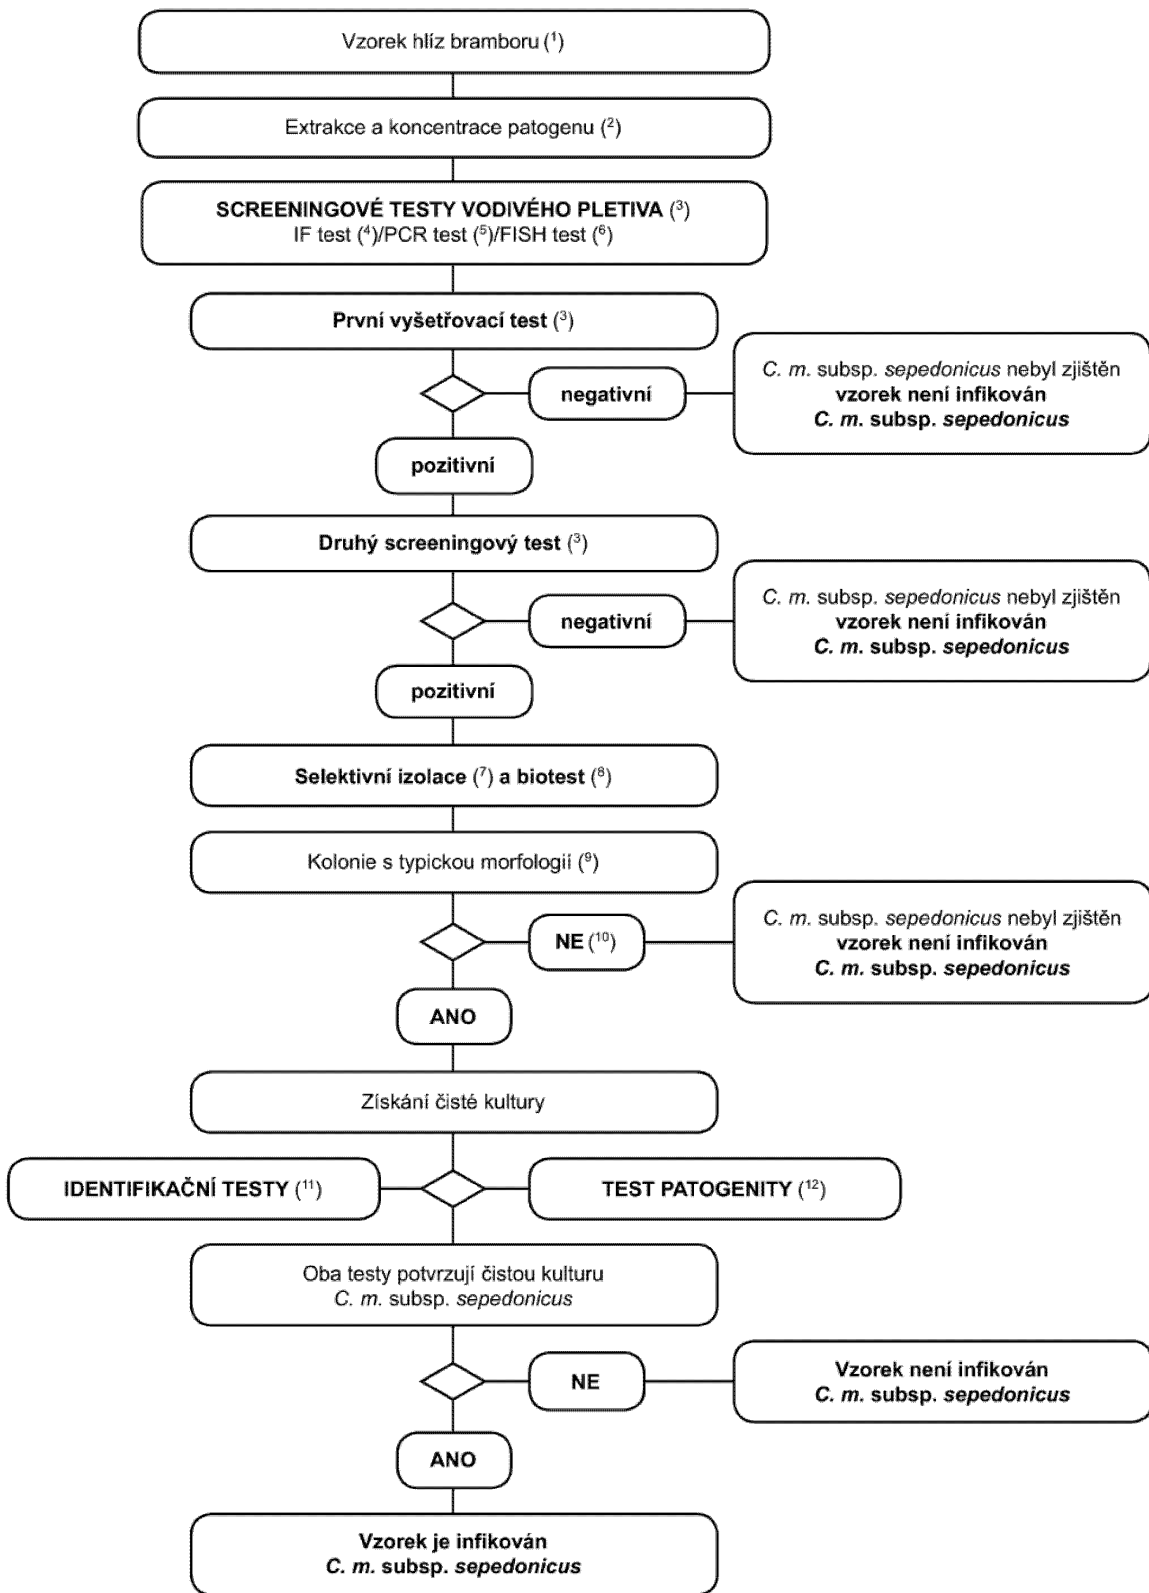 Vzorek hlíz bramboru (¹)
Extrakce a koncentrace patogenu (²)
SCREENINGOVÉ TESTY VODIVÉHO PLETIVA (³)
IF test (⁴)/PCR test (⁵)/FISH test (⁶)
První vyšetřovací test (³)
negativní
C. m. subsp. sepedonicus nebyl zjištěn
vzorek není infikován
C. m. subsp. sepedonicus
pozitivní
Druhý screeningový test (³)
negativní
C. m. subsp. sepedonicus nebyl zjištěn
vzorek není infikován
C. m. subsp. sepedonicus
pozitivní
Selektivní izolace (⁷) a biotest (⁸)
Kolonie s typickou morfologií (⁹)
NE (¹⁰)
C. m. subsp. sepedonicus nebyl zjištěn
vzorek není infikován
C. m. subsp. sepedonicus
ANO
Získání čisté kultury
IDENTIFIKAČNÍ TESTY (¹¹)
TEST PATOGENITY (¹²)
Oba testy potvrzují čistou kulturu
C. m. subsp. sepedonicus
NE
Vzorek není infikován
C. m. subsp. sepedonicus
ANO
Vzorek je infikován
C. m. subsp. sepedonicus